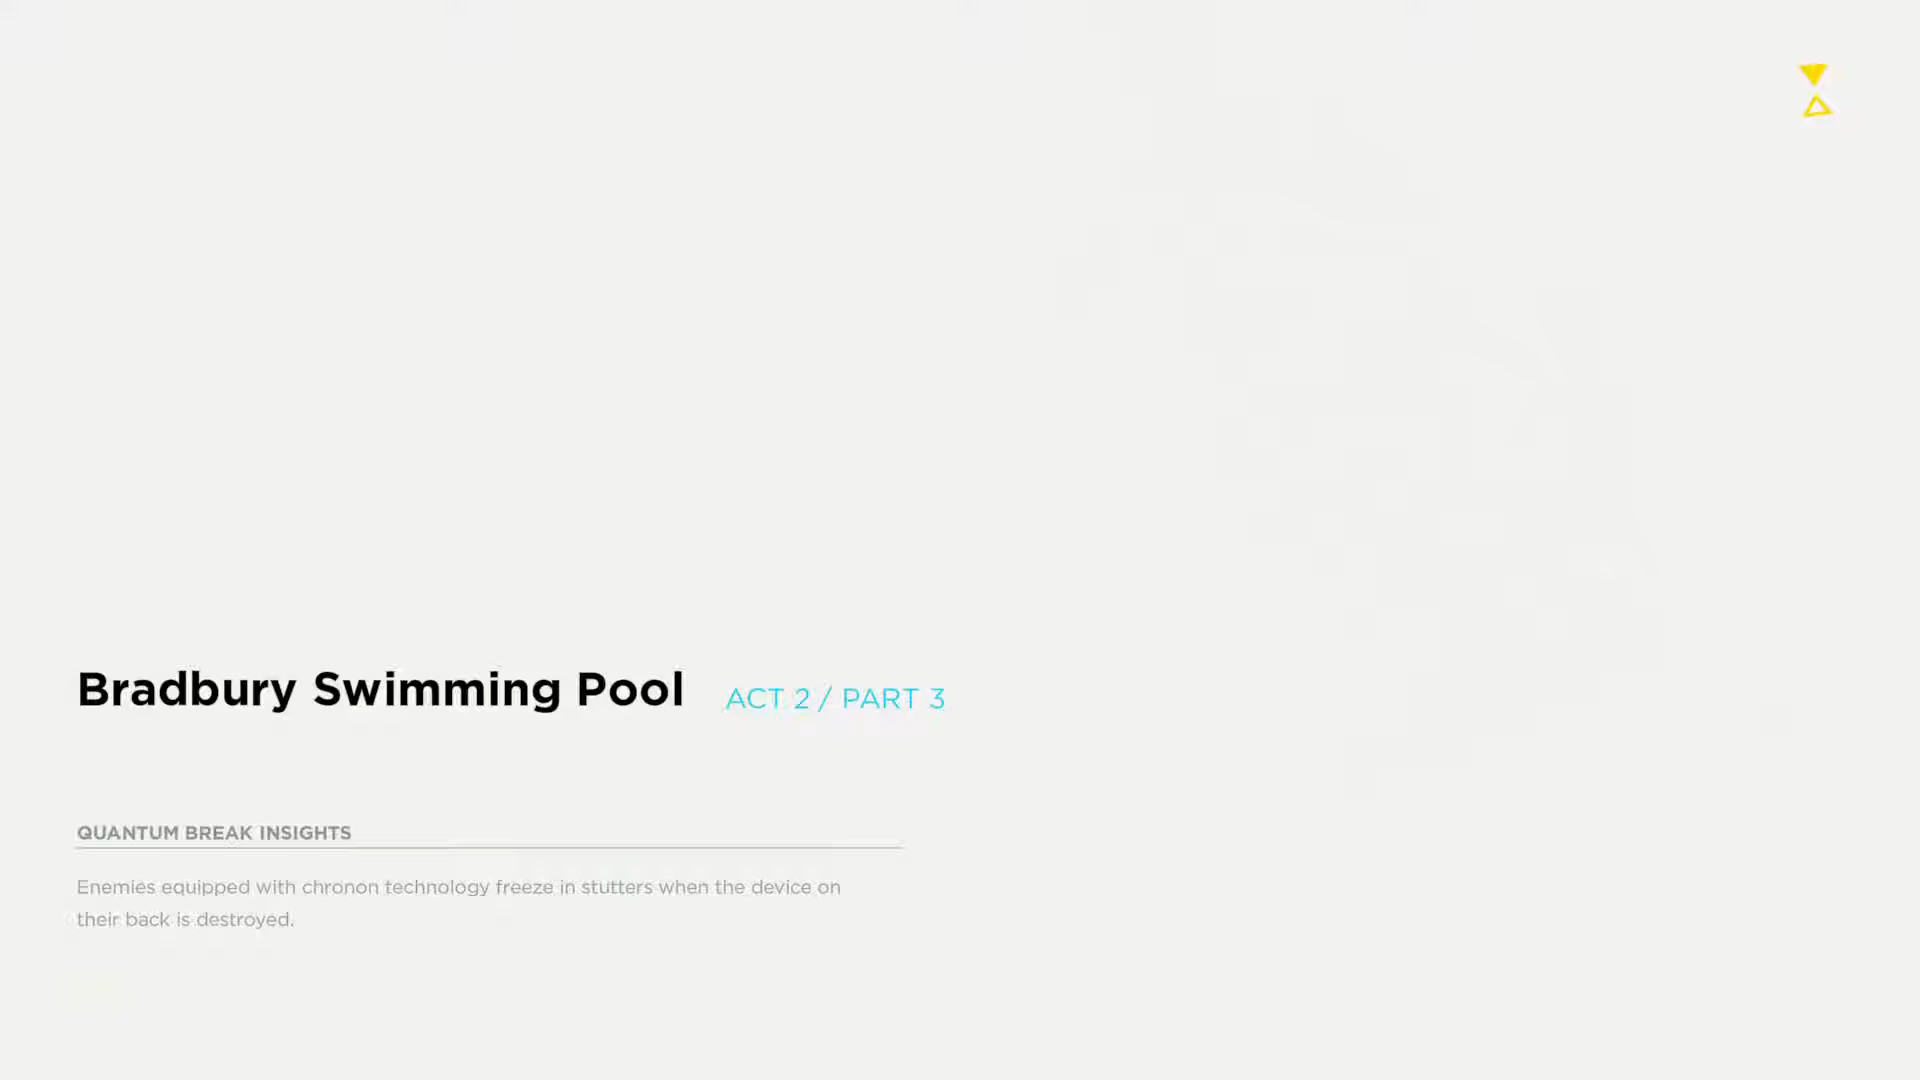 Bradbury Swimming Pool ACT 2 / PART 3
QUANTUM BREAK INSIGHTS
Enemies equipped with chronon technology freeze in stutters when the device on
their back is destroyed.